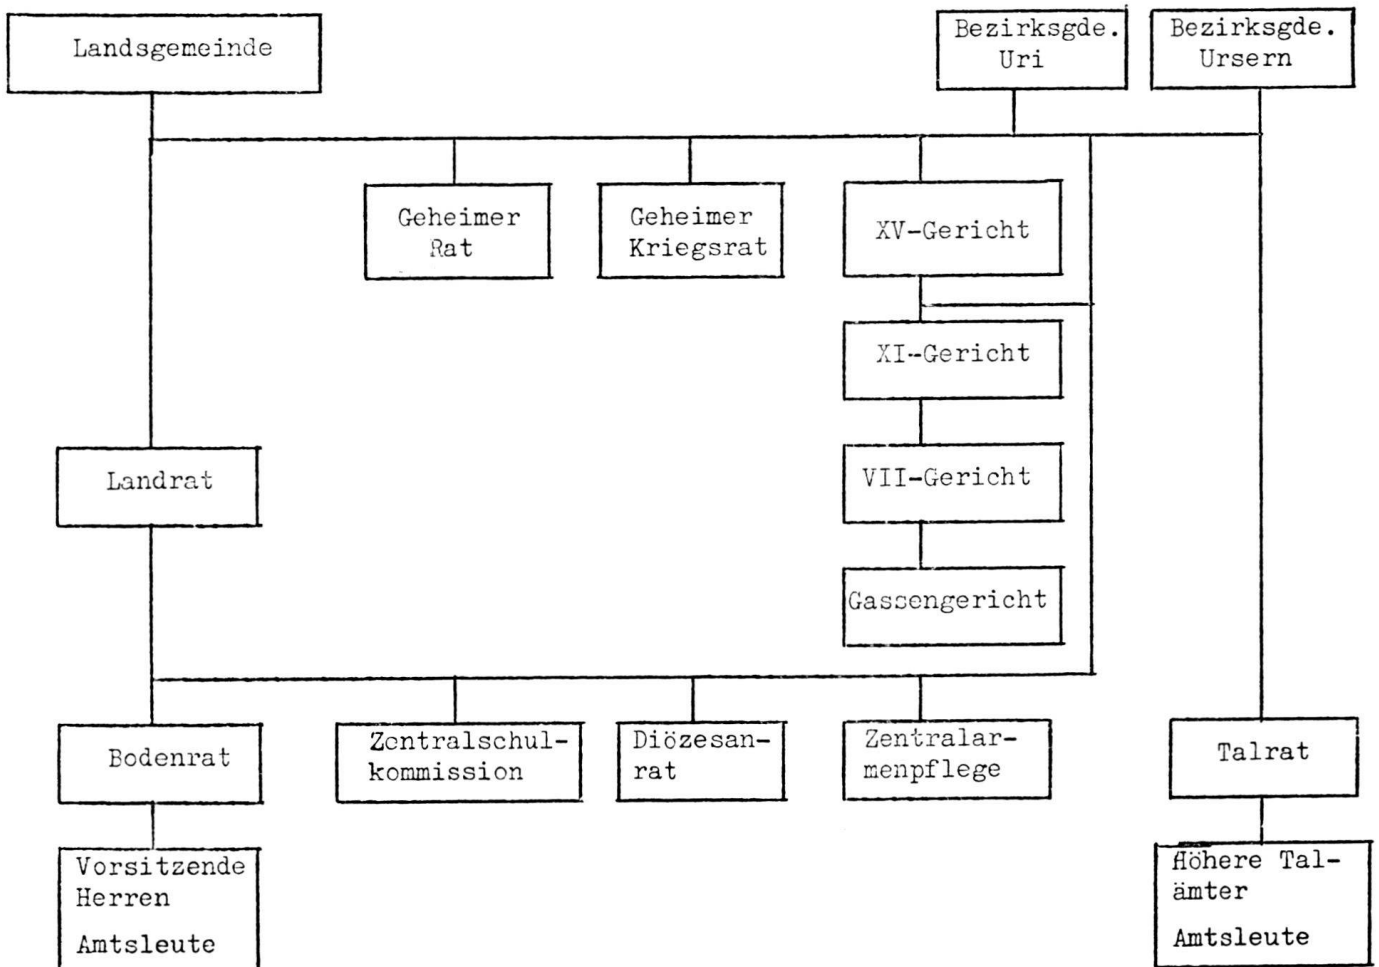 Landsgemeinde
Bezirksgde.
Uri
Bezirksgde.
Ursern
Geheimer
Rat
Geheimer
Kriegsrat
XV-Gericht
XI-Gericht
Landrat
VII-Gericht
Gassengericht
Bodenrat
Zentralschul-
kommission
Diözesan-
rat
Zentralar-
menpflege
Talrat
Vorsitzende
Herren
Amtsleute
Höhere Tal-
ämter
Amtsleute